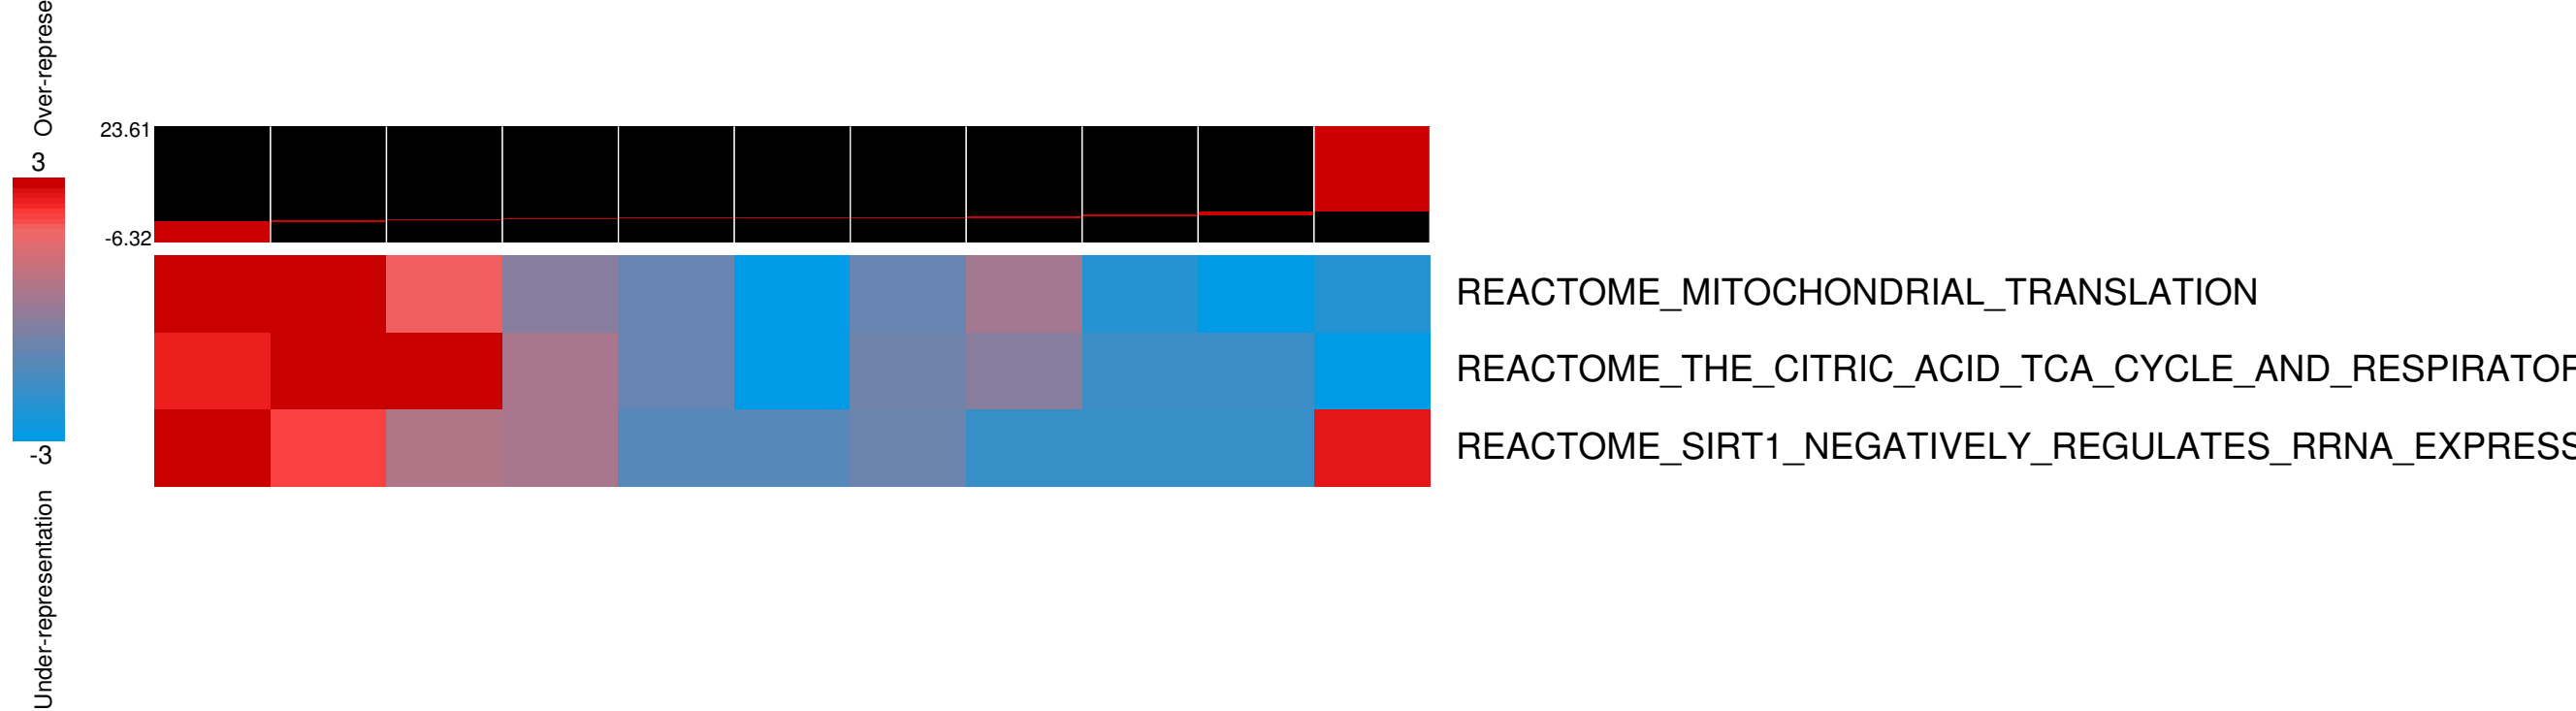 Over-represe
23.61
3
-6.32
REACTOME_MITOCHONDRIAL_TRANSLATION
REACTOME_THE_CITRIC_ACID_TCA_CYCLE_AND_RESPIRATOR
REACTOME_SIRT1_NEGATIVELY_REGULATES_RRNA_EXPRESS
-3
Under-representation